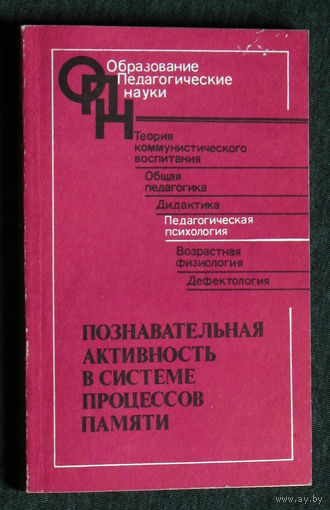 Образование
Педагогические
науки
ОПН
Теория
коммунистического
воспитания
Общая
педагогика
Дидактика
Педагогическая
психология
Возрастная
физиология
Дефектология
ПОЗНАВАТЕЛЬНАЯ
АКТИВНОСТЬ
В СИСТЕМЕ
ПРОЦЕССОВ
ПАМЯТИ
www.ay.by